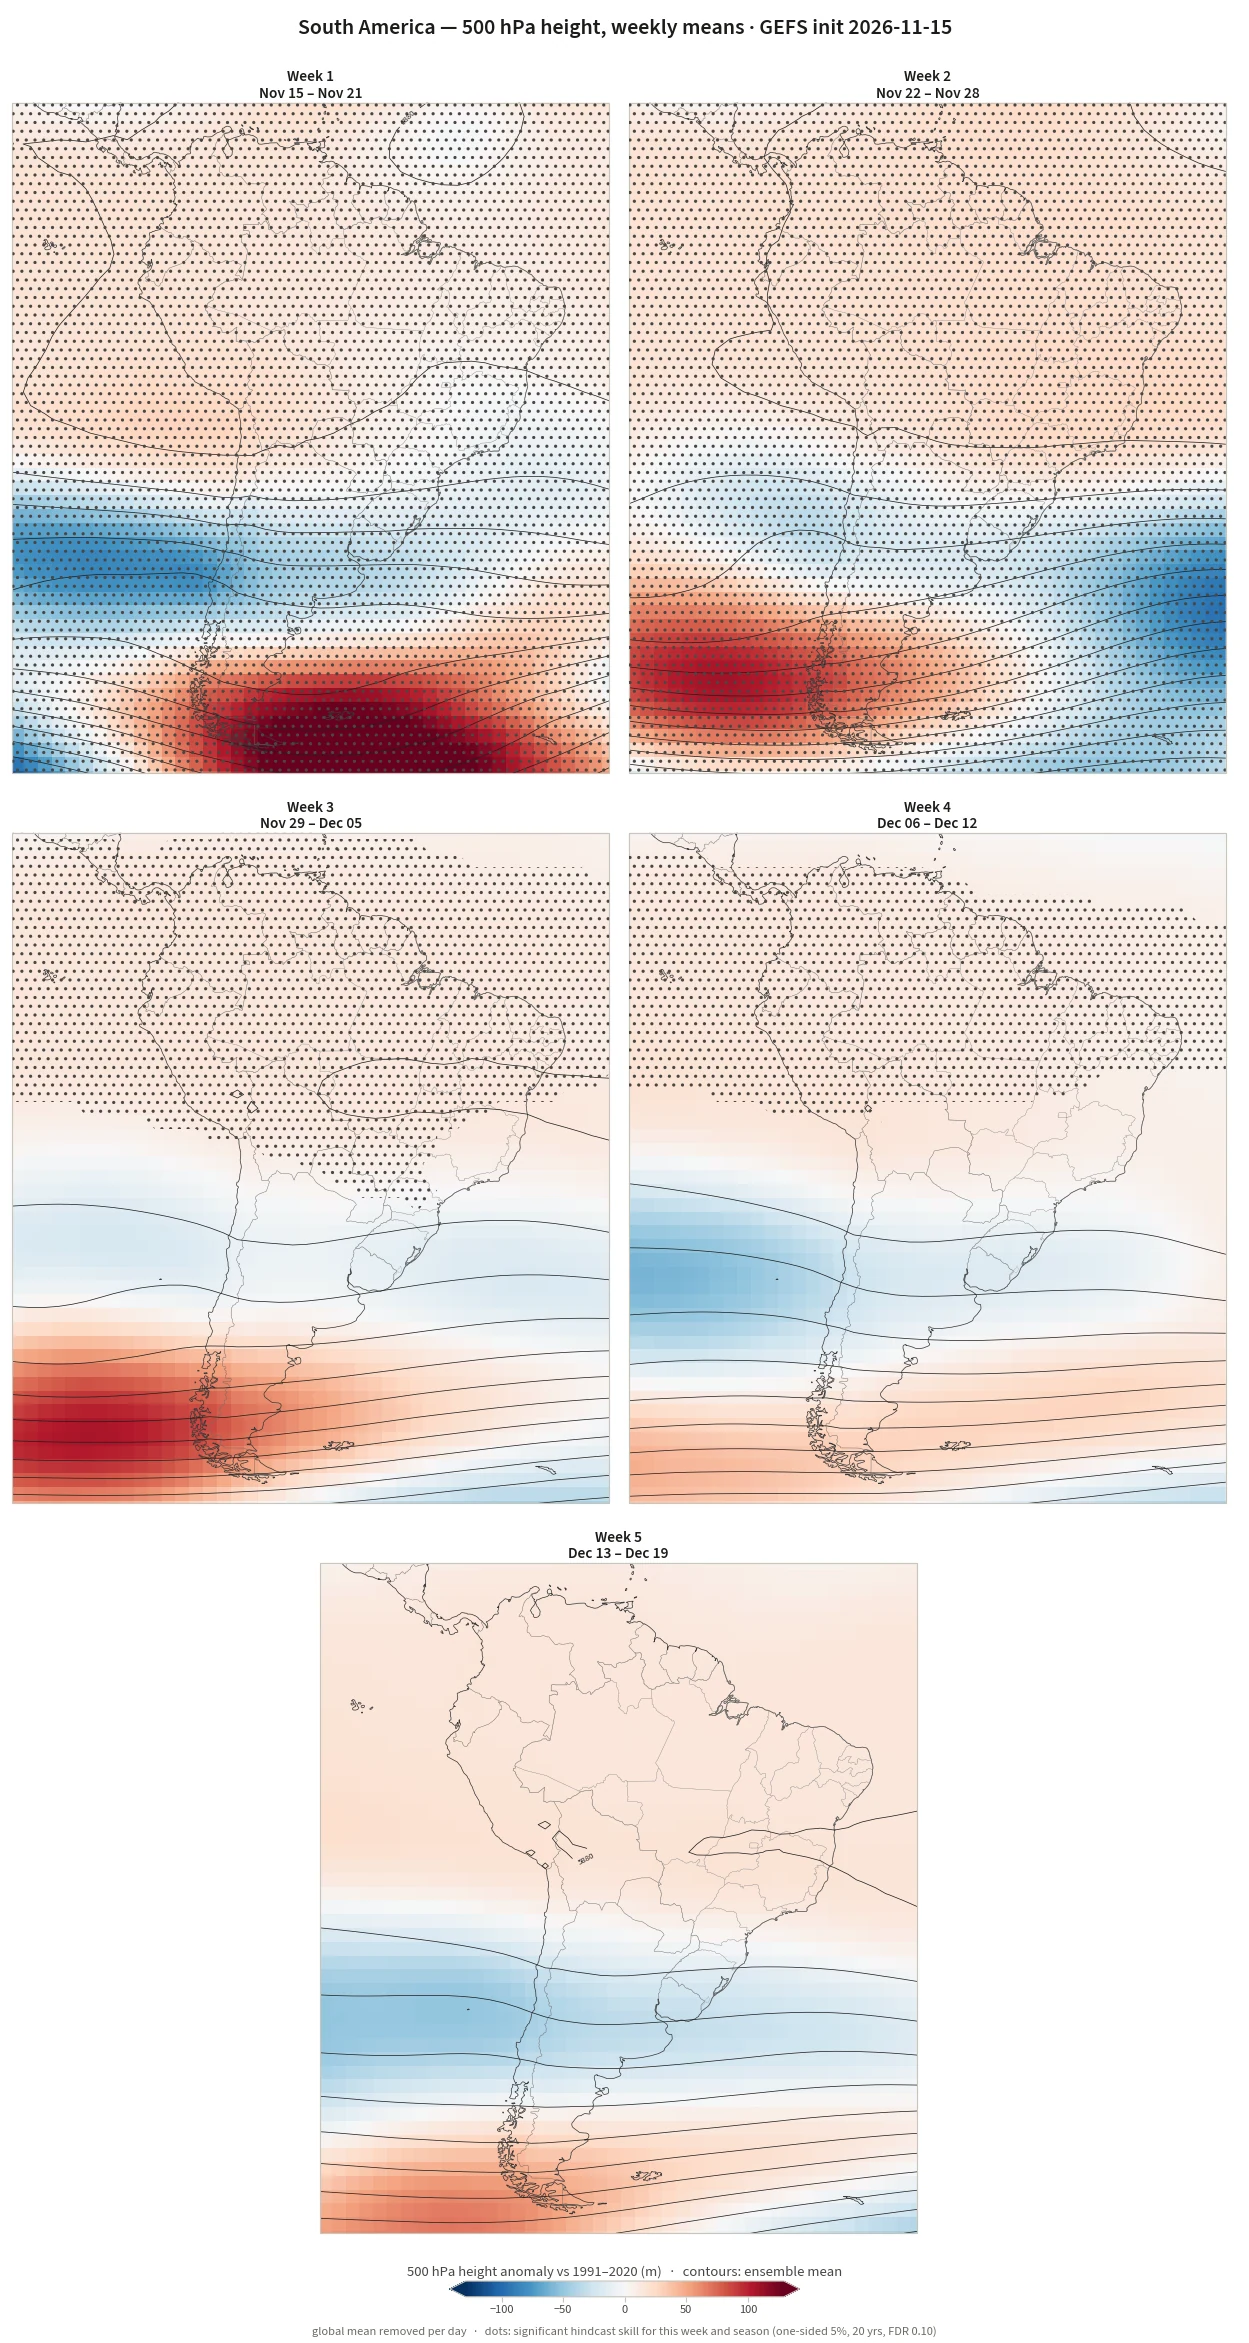 South America — 500 hPa height, weekly means · GEFS init 2026-11-15
Week 1
Nov 15 – Nov 21
Week 2
Nov 22 – Nov 28
Week 3
Nov 29 – Dec 05
Week 4
Dec 06 – Dec 12
Week 5
Dec 13 – Dec 19
5880
500 hPa height anomaly vs 1991–2020 (m) · contours: ensemble mean
−100 −50 0 50 100
global mean removed per day · dots: significant hindcast skill for this week and season (one-sided 5%, 20 yrs, FDR 0.10)